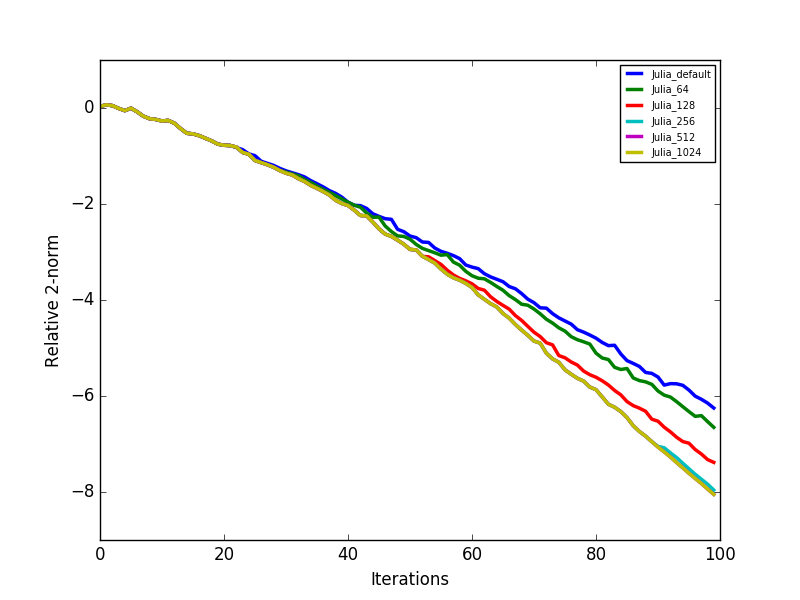 Julia_default
Julia_64
Julia_128
Julia_256
Julia_512
Julia_1024
0
−2
−4
−6
−8
Relative 2-norm
0 20 40 60 80 100
Iterations